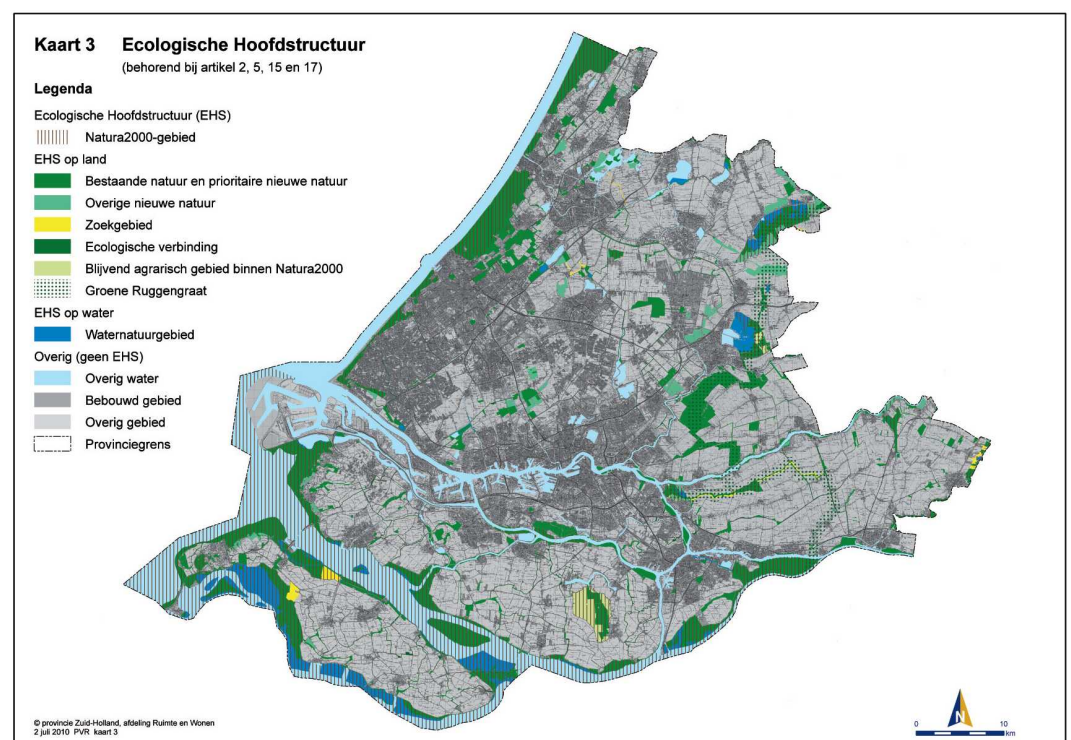 Kaart 3 Ecologische Hoofdstructuur
(behorend bij artikel 2, 5, 15 en 17)
Legenda
Ecologische Hoofdstructuur (EHS)
Natura2000-gebied
EHS op land
Bestaande natuur en prioritaire nieuwe natuur
Overige nieuwe natuur
Zoekgebied
Ecologische verbinding
Blijvend agrarisch gebied binnen Natura2000
Groene Ruggengraat
EHS op water
Waternatuurgebied
Overig (geen EHS)
Overig water
Bebouwd gebied
Overig gebied
Provinciegrens
© provincie Zuid-Holland, afdeling Ruimte en Wonen
2 juli 2010 PVR kaart 3
N
0 10
km